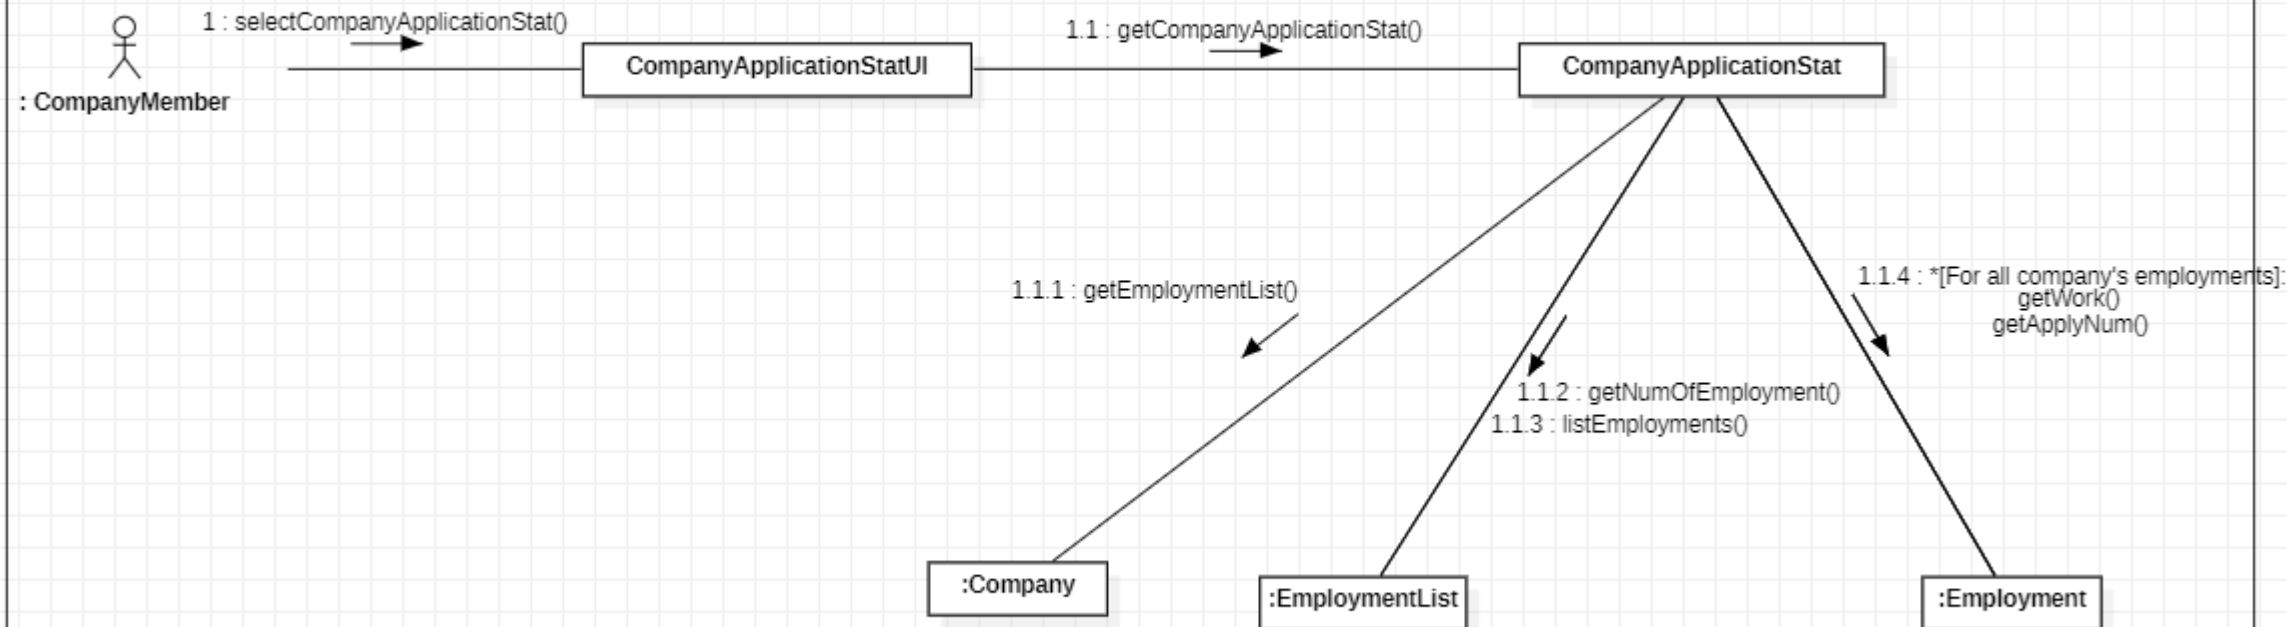 1 : selectCompanyApplicationStat()
1.1 : getCompanyApplicationStat()
CompanyApplicationStatUI
CompanyApplicationStat
: CompanyMember
1.1.1 : getEmploymentList()
1.1.4 : *[For all company's employments]:
getWork()
getApplyNum()
1.1.2 : getNumOfEmployment()
1.1.3 : listEmployments()
:Company
:EmploymentList
:Employment